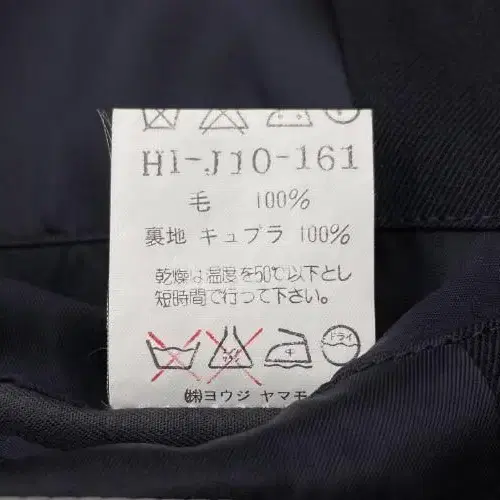 HI-J10-161
毛 100%
裏地 キュプラ 100%
乾燥は温度を50℃以下とし
短時間で行って下さい。
中 ドライ
㈱ヨウジ ヤマモ